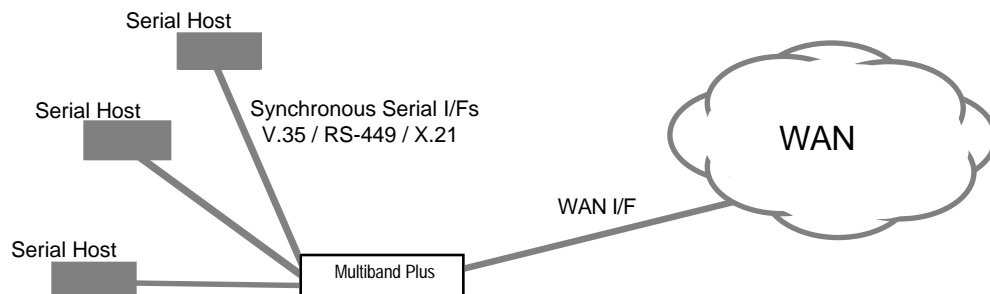 Serial Host
Serial Host
Synchronous Serial I/Fs
V.35 / RS-449 / X.21
WAN
WAN I/F
Serial Host
Multiband Plus